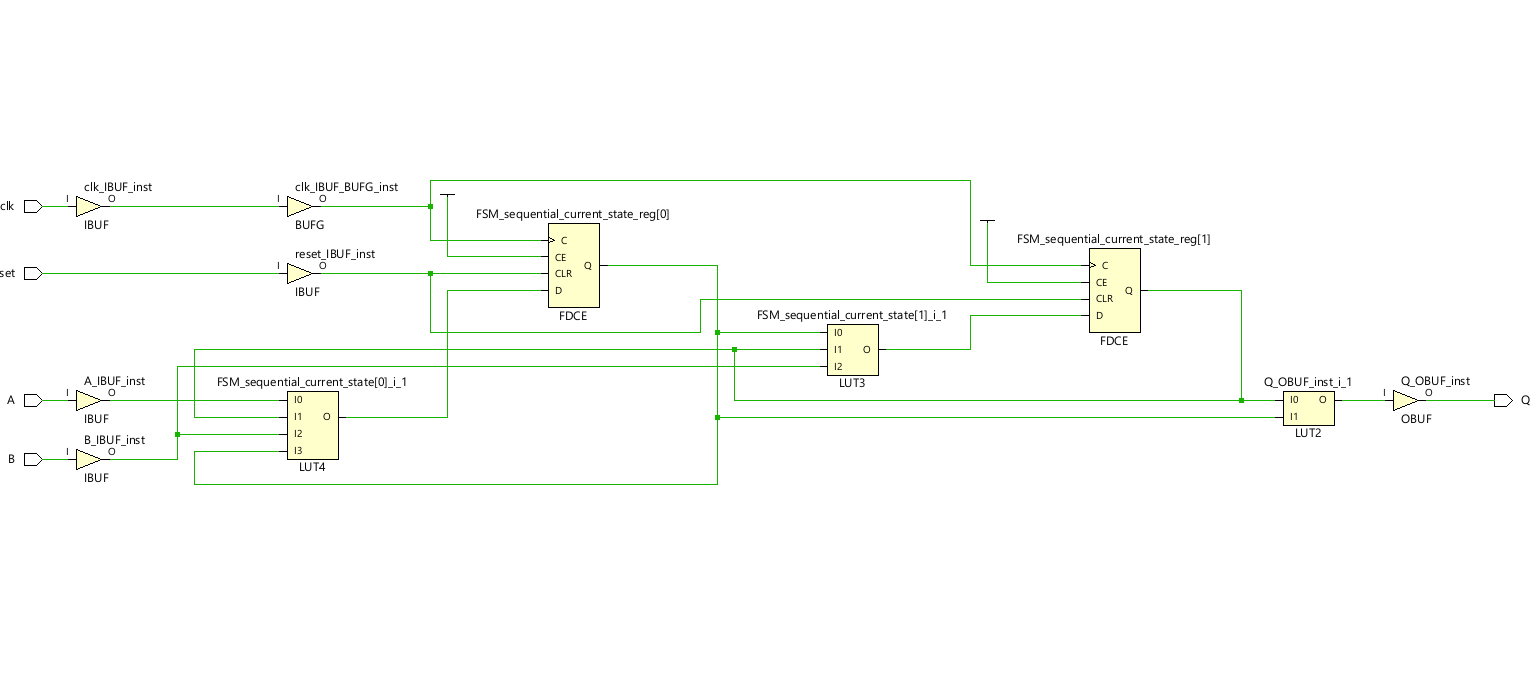 clk
I
clk_IBUF_inst
O
IBUF
I
clk_IBUF_BUFG_inst
O
BUFG
set
I
reset_IBUF_inst
O
IBUF
FSM_sequential_current_state_reg[0]
C
CE
CLR
D
Q
FDCE
FSM_sequential_current_state_reg[1]
C
CE
CLR
D
Q
FDCE
FSM_sequential_current_state[1]_i_1
I0
I1
I2
O
LUT3
A
I
A_IBUF_inst
O
IBUF
B
I
B_IBUF_inst
O
IBUF
FSM_sequential_current_state[0]_i_1
I0
I1
I2
I3
O
LUT4
Q_OBUF_inst_i_1
I0
I1
O
LUT2
I
Q_OBUF_inst
O
OBUF
Q